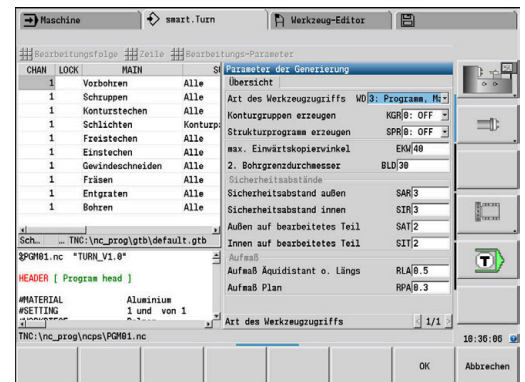 Maschine
smart.Turn
Werkzeug-Editor
Bearbeitungsfolge Zeile Bearbeitungs-Parameter
CHAN LOCK MAIN
1 Vorbohren Alle
1 Schruppen Alle
1 Konturstechen Alle
1 Schlichten Konturp
1 Freistechen Alle
1 Einstechen Alle
1 Gewindeschneiden Alle
1 Fräsen Alle
1 Entgraten Alle
1 Bohren Alle
Sch… … TNC:\nc_prog\gtb\default.gtb
%PGM01.nc "TURN_V1.0"
HEADER [ Program head ]
#MATERIAL Aluminium
#SETTING 1 und von 1
Parameter der Generierung
Übersicht
Art des Werkzeugzugriffs WD 3: Programm, Ma
Konturgruppen erzeugen KGR 0: OFF
Strukturprogramm erzeugen SPR 0: OFF
max. Einwärtskopierwinkel EKW 40
2. Bohrgrenzdurchmesser BLD 30
Sicherheitsabstände
Sicherheitsabstand außen SAR 3
Sicherheitsabstand innen SIR 3
Außen auf bearbeitetes Teil SAT 2
Innen auf bearbeitetes Teil SIT 2
Aufmaß
Aufmaß Äquidistant o. Längs RLA 0.5
Aufmaß Plan RPA 0.3
Art des Werkzeugzugriffs 1/1
TNC:\nc_prog\ncps\PGM01.nc
10:36:06
T
OK
Abbrechen